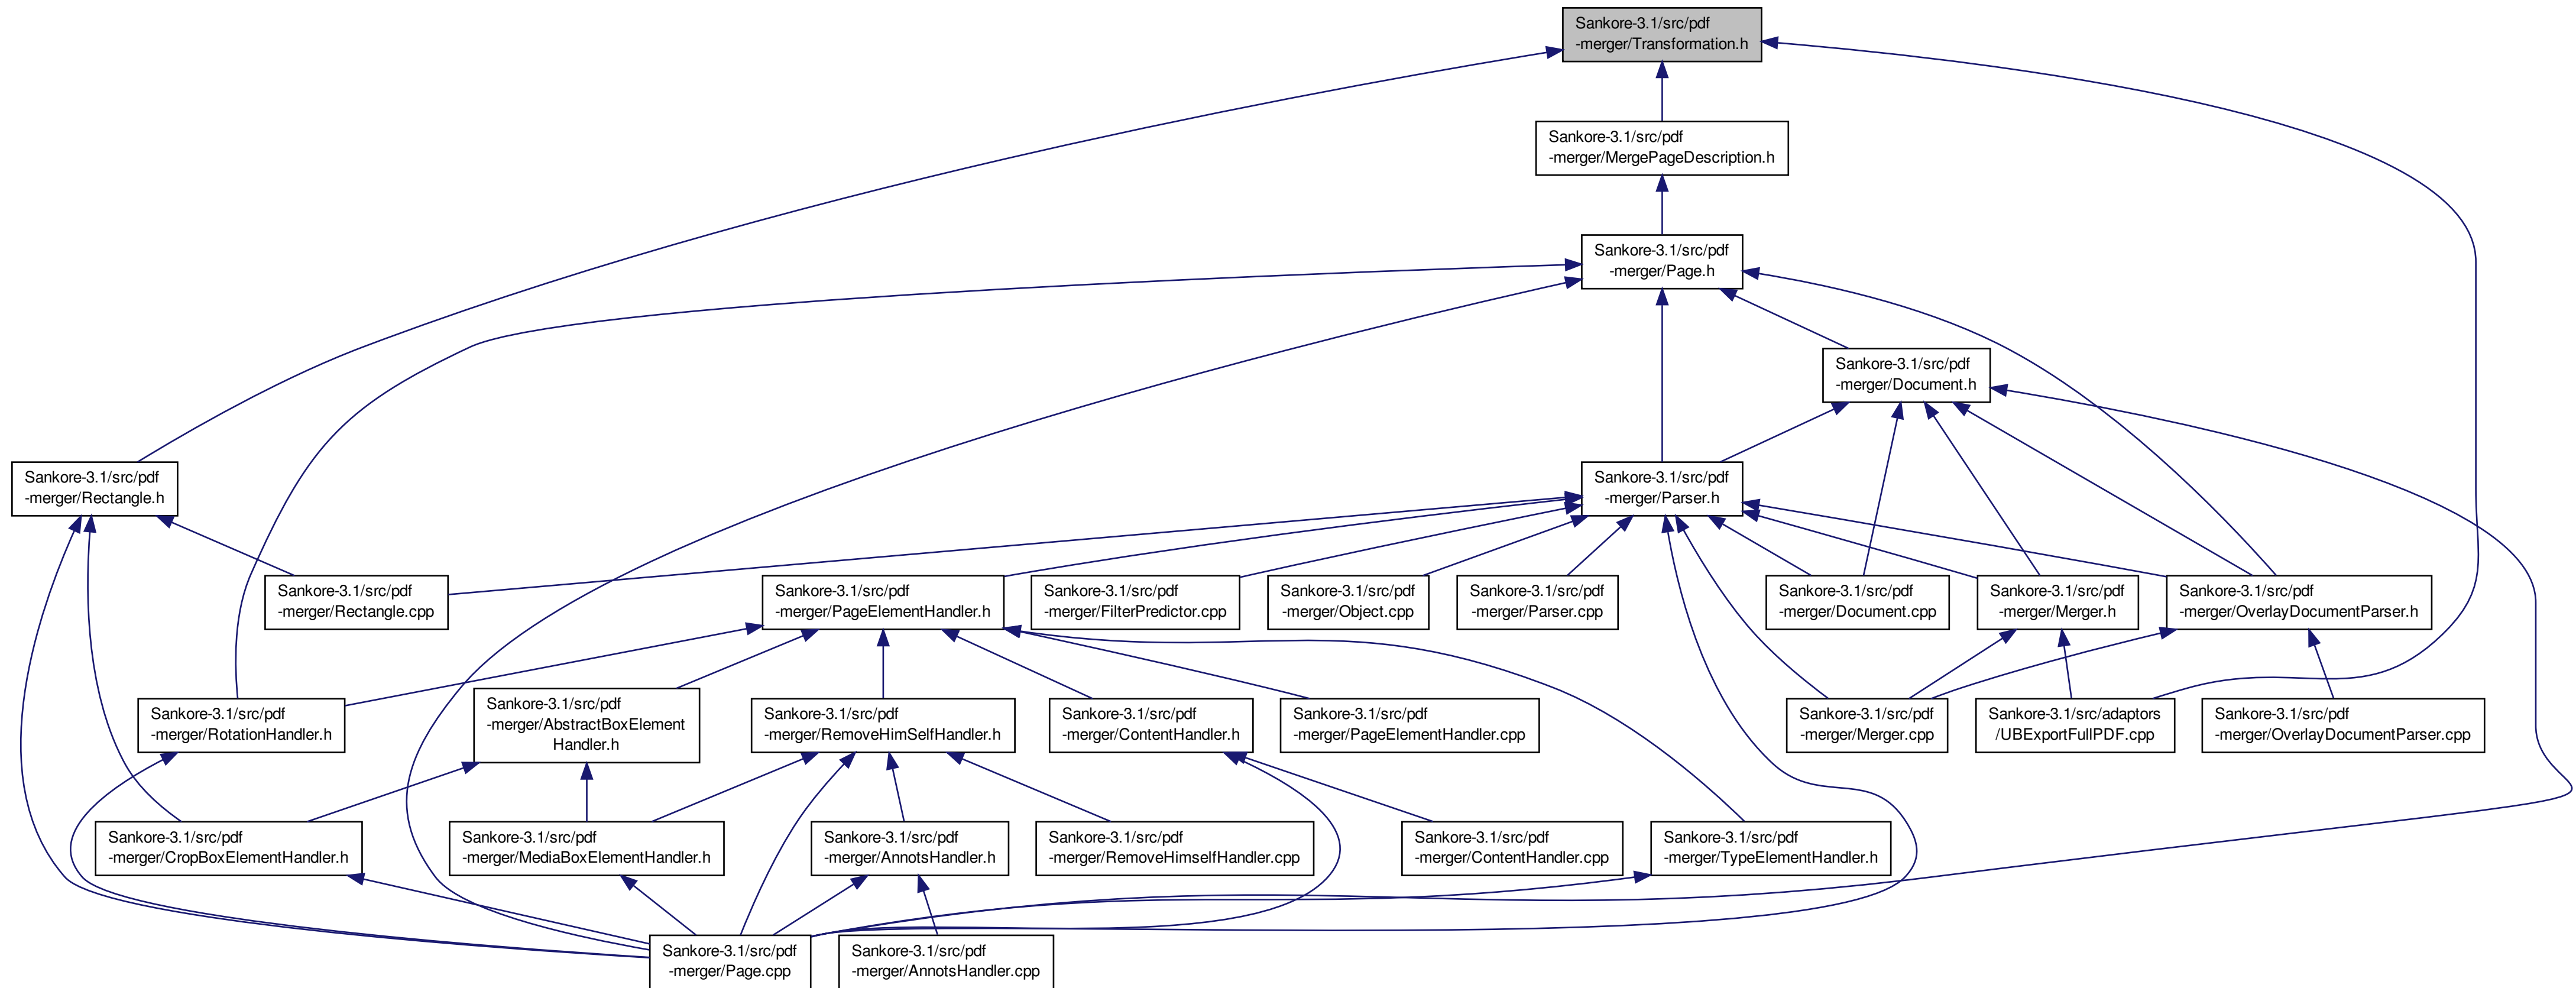 Sankore-3.1/src/pdf
-merger/Transformation.h
Sankore-3.1/src/pdf
-merger/MergePageDescription.h
Sankore-3.1/src/pdf
-merger/Page.h
Sankore-3.1/src/pdf
-merger/Document.h
Sankore-3.1/src/pdf
-merger/Rectangle.h
Sankore-3.1/src/pdf
-merger/Parser.h
Sankore-3.1/src/pdf
-merger/Rectangle.cpp
Sankore-3.1/src/pdf
-merger/PageElementHandler.h
Sankore-3.1/src/pdf
-merger/FilterPredictor.cpp
Sankore-3.1/src/pdf
-merger/Object.cpp
Sankore-3.1/src/pdf
-merger/Parser.cpp
Sankore-3.1/src/pdf
-merger/Document.cpp
Sankore-3.1/src/pdf
-merger/Merger.h
Sankore-3.1/src/pdf
-merger/OverlayDocumentParser.h
Sankore-3.1/src/pdf
-merger/RotationHandler.h
Sankore-3.1/src/pdf
-merger/AbstractBoxElement
Handler.h
Sankore-3.1/src/pdf
-merger/RemoveHimSelfHandler.h
Sankore-3.1/src/pdf
-merger/ContentHandler.h
Sankore-3.1/src/pdf
-merger/PageElementHandler.cpp
Sankore-3.1/src/pdf
-merger/Merger.cpp
Sankore-3.1/src/adaptors
/UBExportFullPDF.cpp
Sankore-3.1/src/pdf
-merger/OverlayDocumentParser.cpp
Sankore-3.1/src/pdf
-merger/CropBoxElementHandler.h
Sankore-3.1/src/pdf
-merger/MediaBoxElementHandler.h
Sankore-3.1/src/pdf
-merger/AnnotsHandler.h
Sankore-3.1/src/pdf
-merger/RemoveHimselfHandler.cpp
Sankore-3.1/src/pdf
-merger/ContentHandler.cpp
Sankore-3.1/src/pdf
-merger/TypeElementHandler.h
Sankore-3.1/src/pdf
-merger/Page.cpp
Sankore-3.1/src/pdf
-merger/AnnotsHandler.cpp